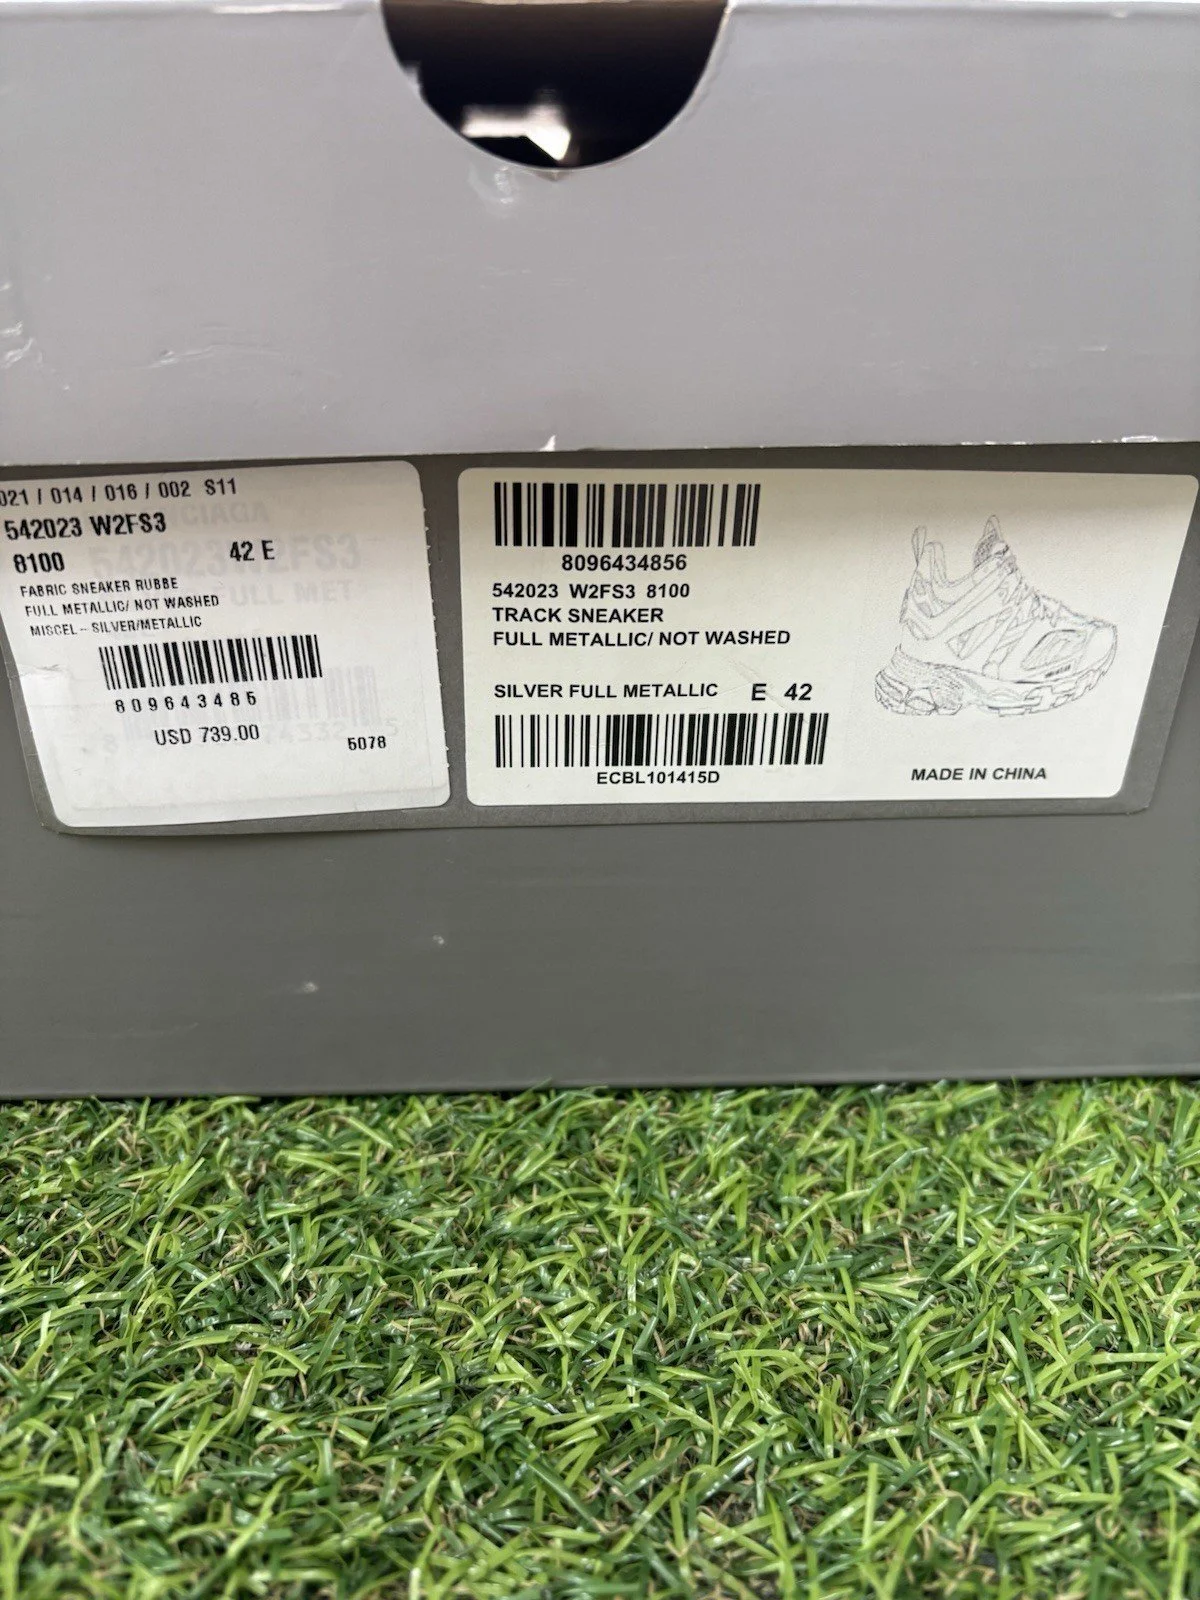 021 / 014 / 016 / 002 S11
542023 W2FS3
8100 42 E
FABRIC SNEAKER RUBBE
FULL METALLIC/ NOT WASHED
MISCEL - SILVER/METALLIC
809643485
USD 739.00
5078
8096434856
542023 W2FS3 8100
TRACK SNEAKER
FULL METALLIC/ NOT WASHED
SILVER FULL METALLIC E 42
ECBL101415D
MADE IN CHINA